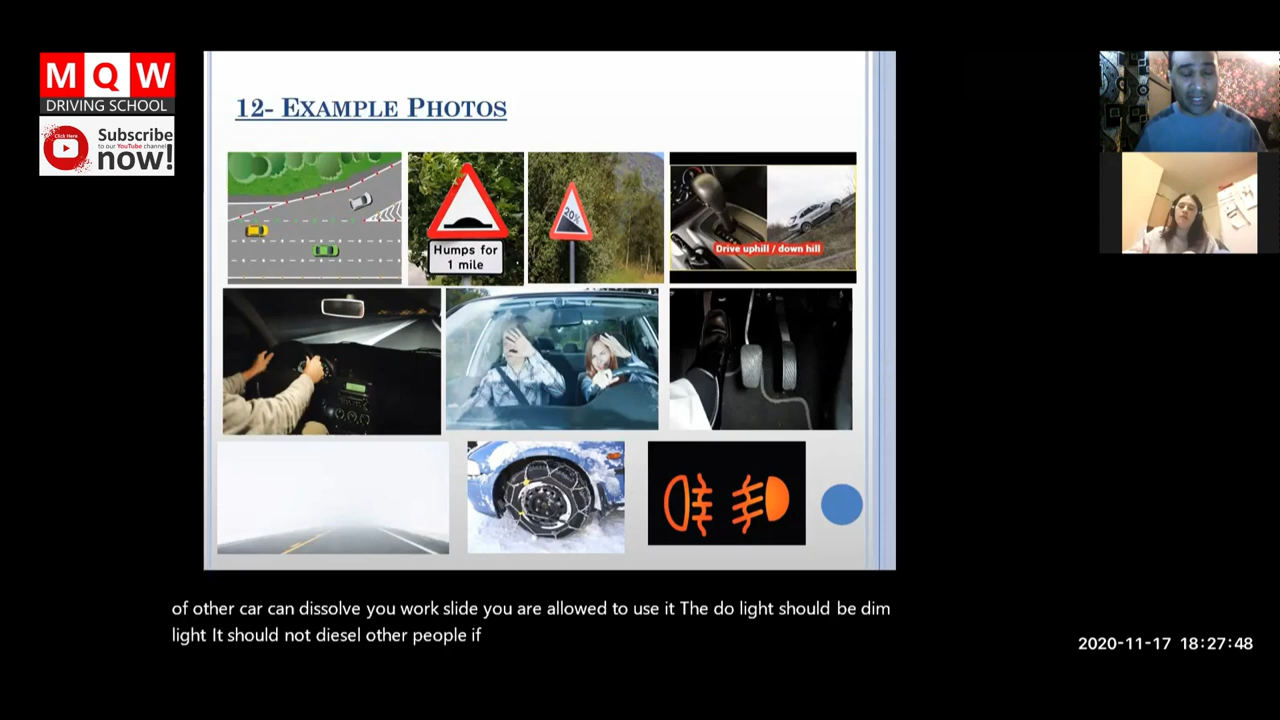 M Q W
DRIVING SCHOOL
Click Here
Subscribe
to our YouTube channel
now!
12- EXAMPLE PHOTOS
Humps for
1 mile
20%
Drive uphill / down hill
of other car can dissolve you work slide you are allowed to use it The do light should be dim
light It should not diesel other people if
2020-11-17 18:27:48